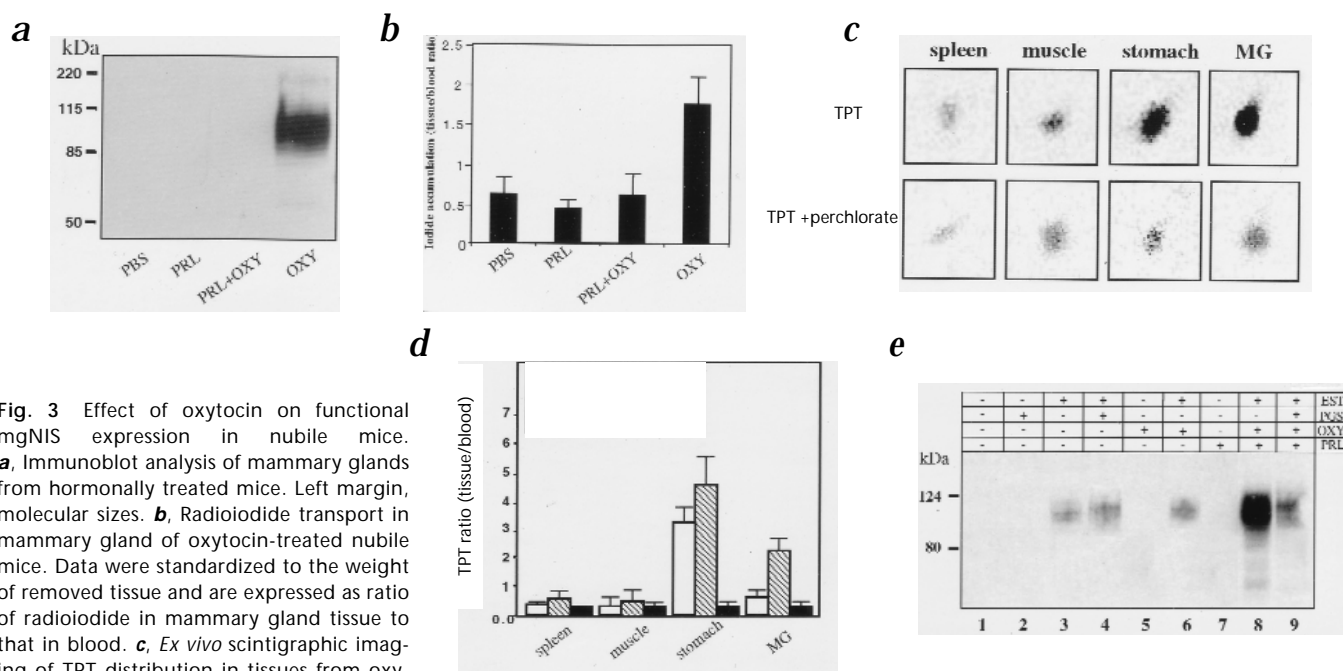 a
kDa
220
115
85
50
PBS
PRL
PRL+OXY
OXY
b
Iodide accumulation (tissue/blood ratio)
2.5
2
1.5
1
0.5
0
PBS
PRL
PRL+OXY
OXY
c
spleen muscle stomach MG
TPT
TPT +perchlorate
d
TPT ratio (tissue/blood)
7
6
5
4
3
2
1
0.0
spleen
muscle
stomach
MG
e
- - + + - + - + + EST
- + - + - - - - + PGS
- - - - + + - + + OXY
- - - - - - + + + PRL
kDa
124
80
1 2 3 4 5 6 7 8 9
Fig. 3 Effect of oxytocin on functional
mgNIS expression in nubile mice.
a, Immunoblot analysis of mammary glands
from hormonally treated mice. Left margin,
molecular sizes. b, Radioiodide transport in
mammary gland of oxytocin-treated nubile
mice. Data were standardized to the weight
of removed tissue and are expressed as ratio
of radioiodide in mammary gland tissue to
that in blood. c, Ex vivo scintigraphic imag-
ing of TPT distribution in tissues from oxy-